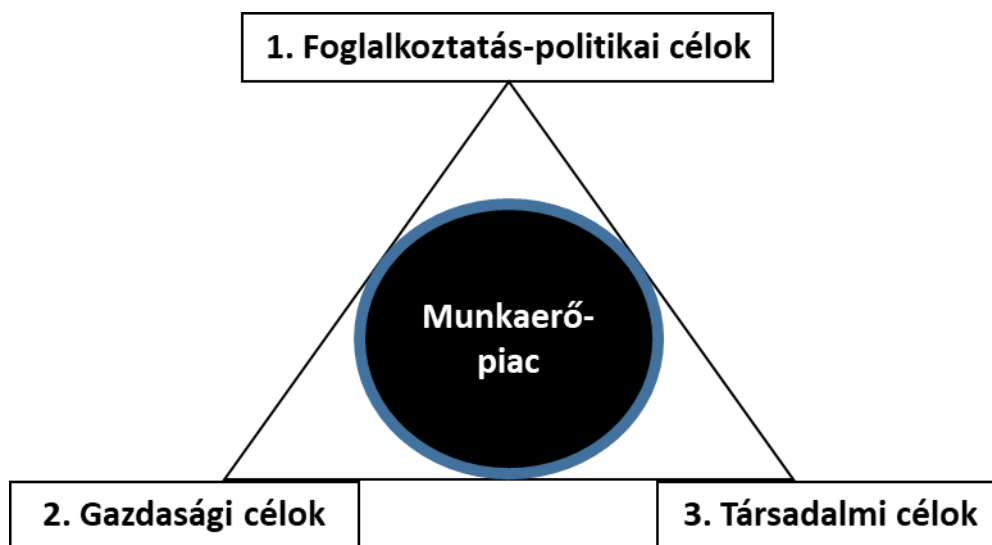 1. Foglalkoztatás-politikai célok
Munkaerő-
piac
2. Gazdasági célok
3. Társadalmi célok